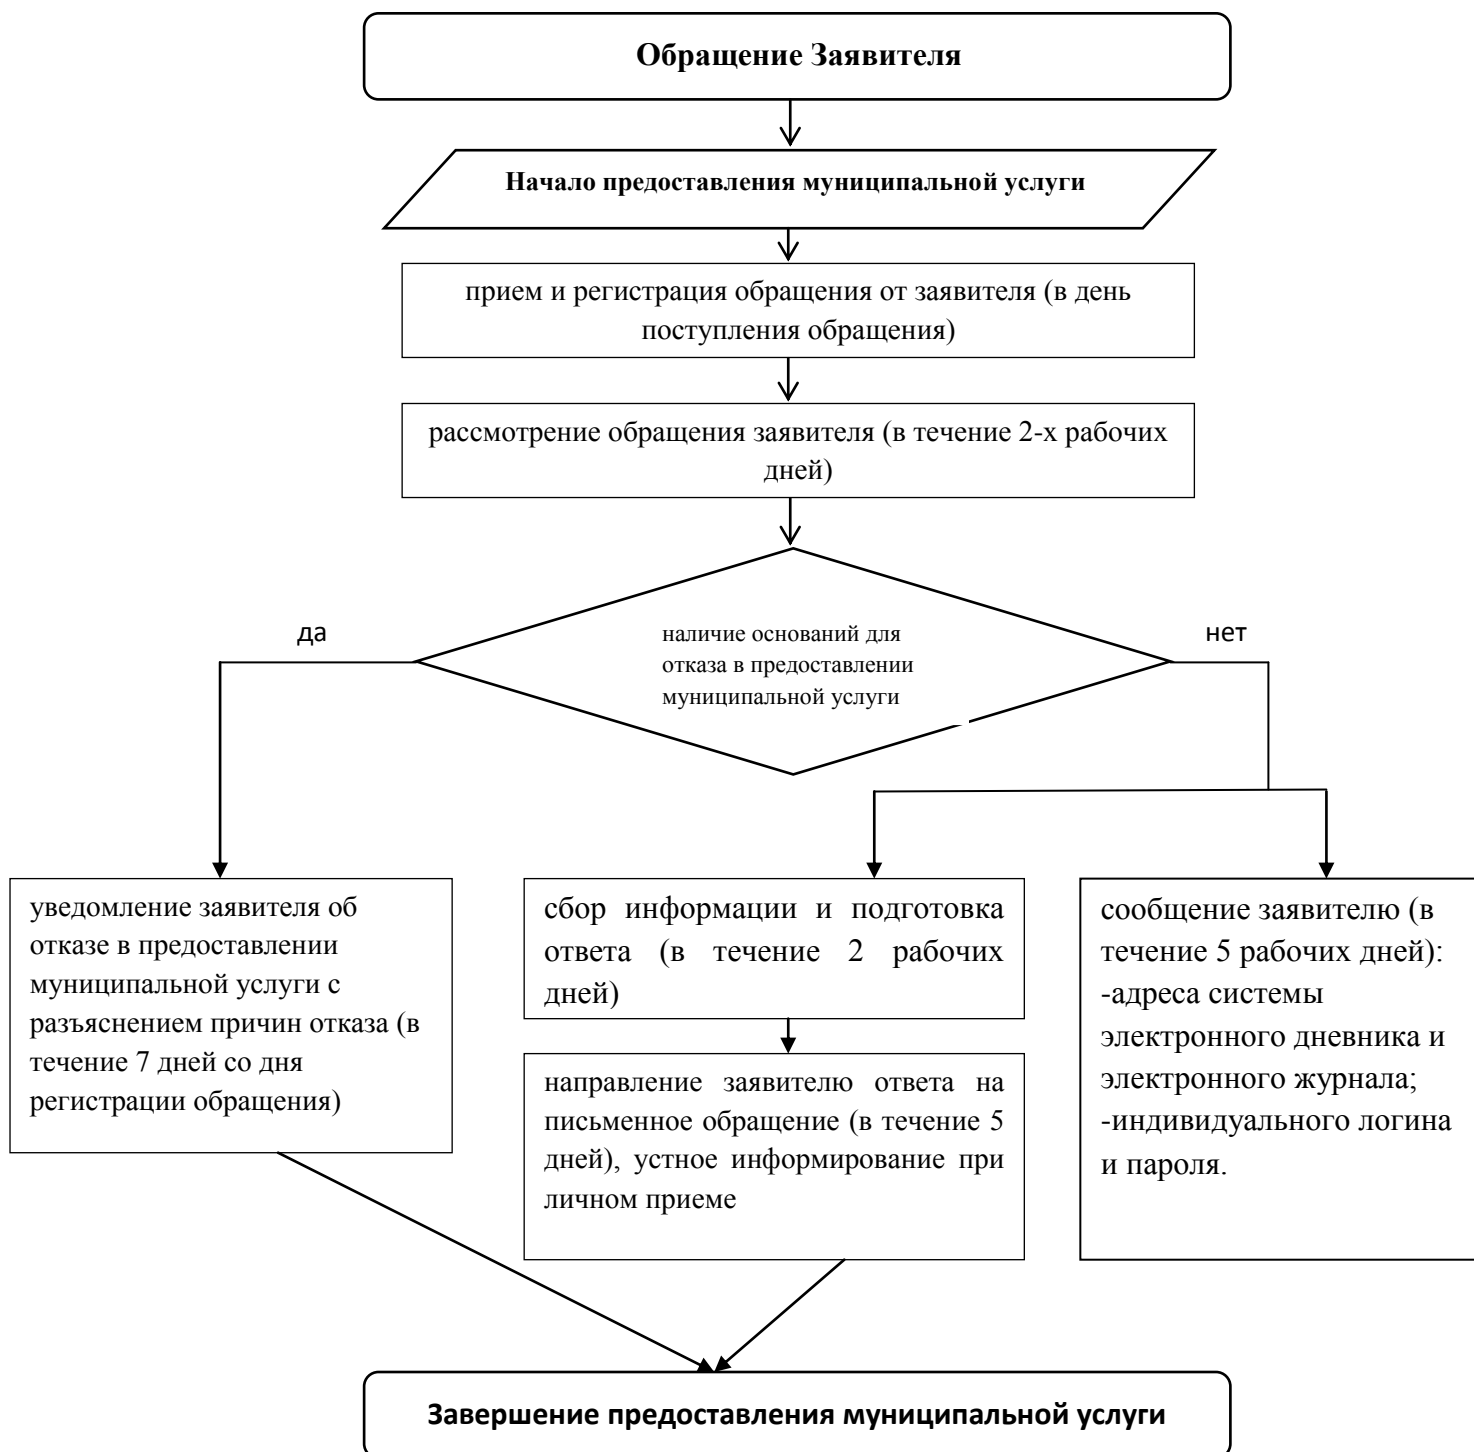 Обращение Заявителя
Начало предоставления муниципальной услуги
прием и регистрация обращения от заявителя (в день
поступления обращения)
рассмотрение обращения заявителя (в течение 2-х рабочих
дней)
да
наличие оснований для
отказа в предоставлении
муниципальной услуги
нет
уведомление заявителя об
отказе в предоставлении
муниципальной услуги с
разъяснением причин отказа (в
течение 7 дней со дня
регистрации обращения)
сбор информации и подготовка
ответа (в течение 2 рабочих
дней)
направление заявителю ответа на
письменное обращение (в течение 5
дней), устное информирование при
личном приеме
сообщение заявителю (в
течение 5 рабочих дней):
-адреса системы
электронного дневника и
электронного журнала;
-индивидуального логина
и пароля.
Завершение предоставления муниципальной услуги